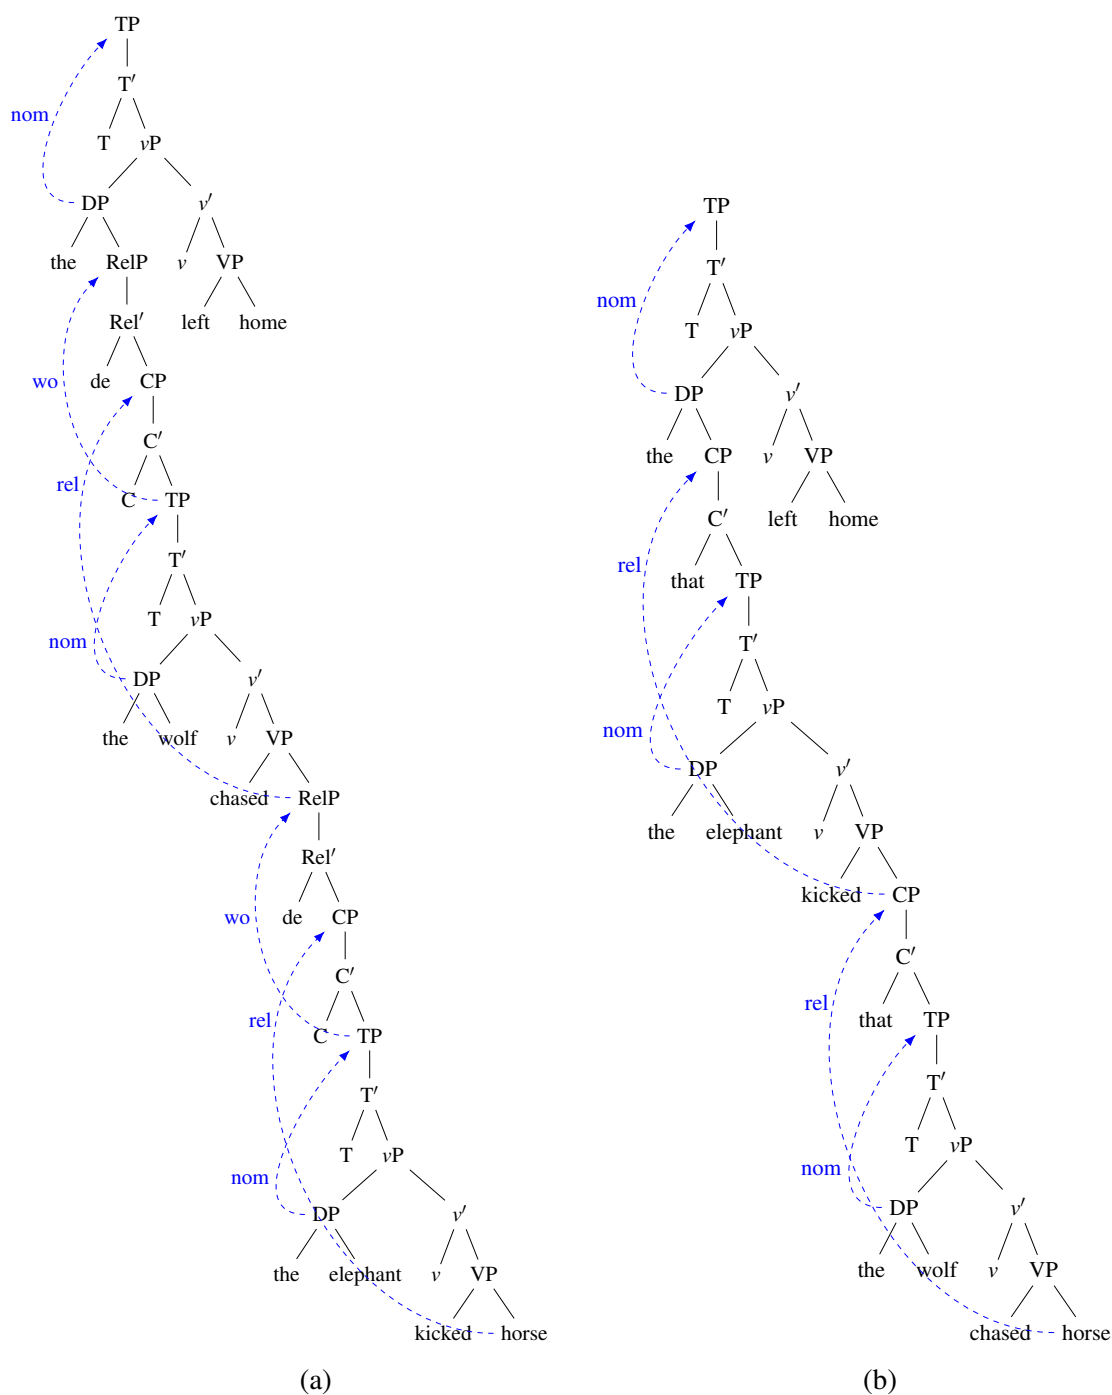 TP
T′
nom
T vP
DP v′
the RelP v VP
Rel′ left home
wo de CP
C′
rel C TP
T′
T vP
nom
DP v′
the wolf v VP
chased RelP
Rel′
wo de CP
C′
rel C TP
T′
T vP
nom
DP v′
the elephant v VP
kicked horse
(a)
TP
T′
nom
T vP
DP v′
the CP v VP
C′ left home
rel
that TP
T′
T vP
nom
DP v′
the elephant v VP
kicked CP
C′
rel
that TP
T′
T vP
nom
DP v′
the wolf v VP
chased horse
(b)